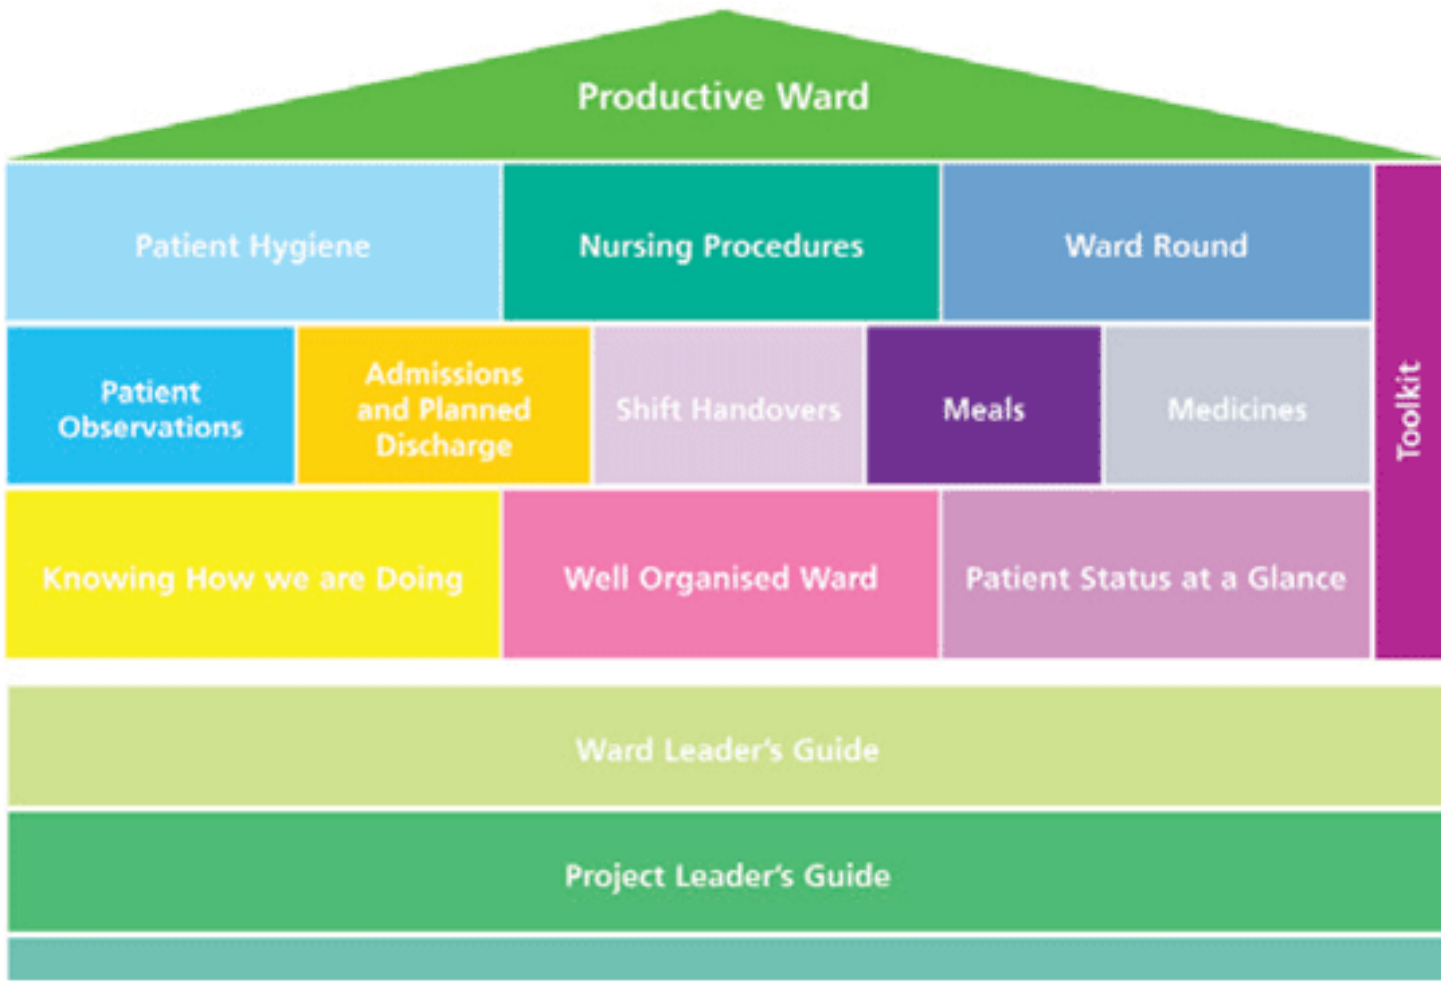 Productive Ward
Patient Hygiene
Nursing Procedures
Ward Round
Patient
Observations
Admissions
and Planned
Discharge
Shift Handovers
Meals
Medicines
Toolkit
Knowing How we are Doing
Well Organised Ward
Patient Status at a Glance
Ward Leader's Guide
Project Leader's Guide